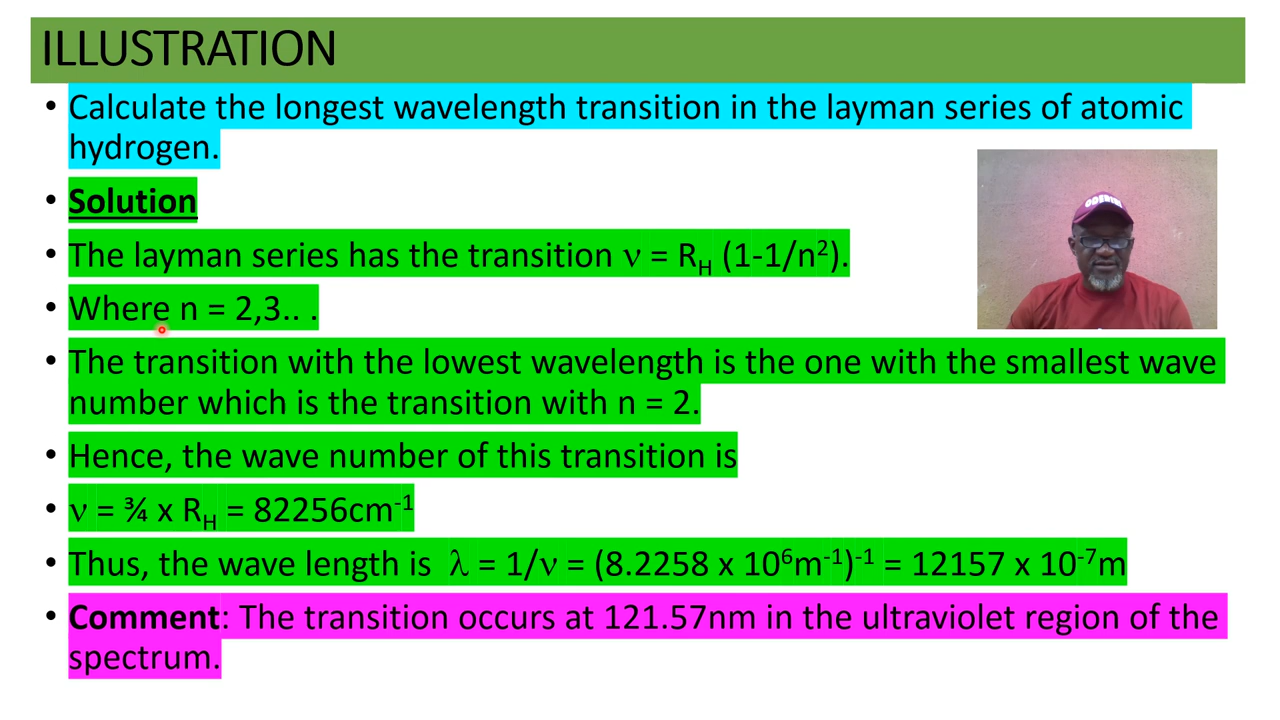 ILLUSTRATION
• Calculate the longest wavelength transition in the layman series of atomic
hydrogen.
• Solution
• The layman series has the transition ν = R_H (1-1/n²).
• Where n = 2,3.. .
• The transition with the lowest wavelength is the one with the smallest wave
number which is the transition with n = 2.
• Hence, the wave number of this transition is
• ν = ¾ x R_H = 82256cm⁻¹
• Thus, the wave length is λ = 1/ν = (8.2258 x 10⁶m⁻¹)⁻¹ = 12157 x 10⁻⁷m
• Comment: The transition occurs at 121.57nm in the ultraviolet region of the
spectrum.